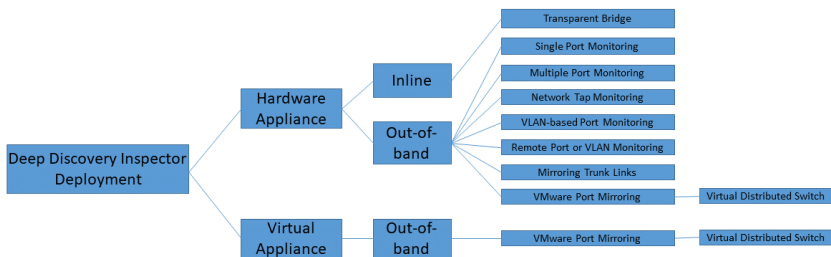 Transparent Bridge
Single Port Monitoring
Inline
Multiple Port Monitoring
Hardware
Appliance
Network Tap Monitoring
VLAN-based Port Monitoring
Out-of-
band
Remote Port or VLAN Monitoring
Deep Discovery Inspector
Deployment
Mirroring Trunk Links
VMware Port Mirroring
Virtual Distributed Switch
Virtual
Appliance
Out-of-
band
VMware Port Mirroring
Virtual Distributed Switch